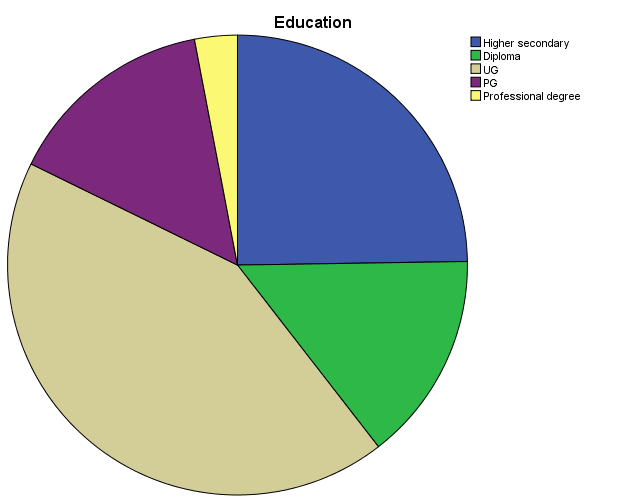 Education
Higher secondary
Diploma
UG
PG
Professional degree